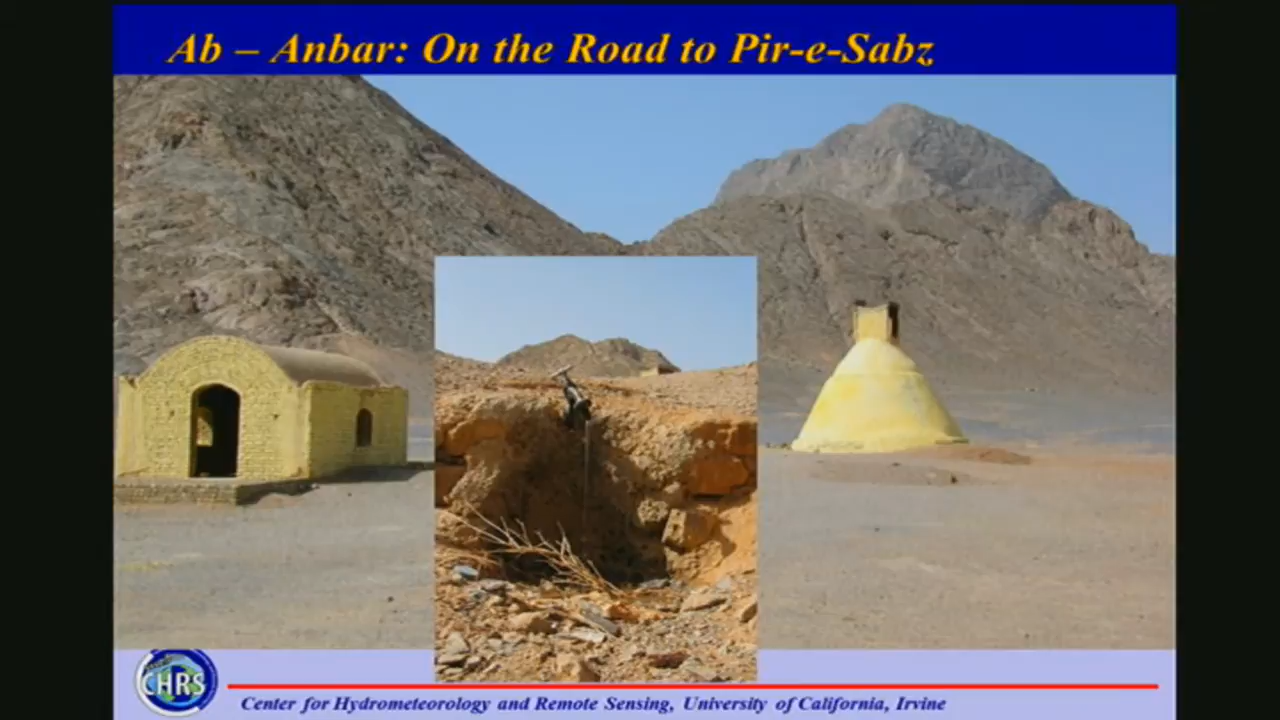 Ab – Anbar: On the Road to Pir-e-Sabz
CHRS
Center for Hydrometeorology and Remote Sensing, University of California, Irvine